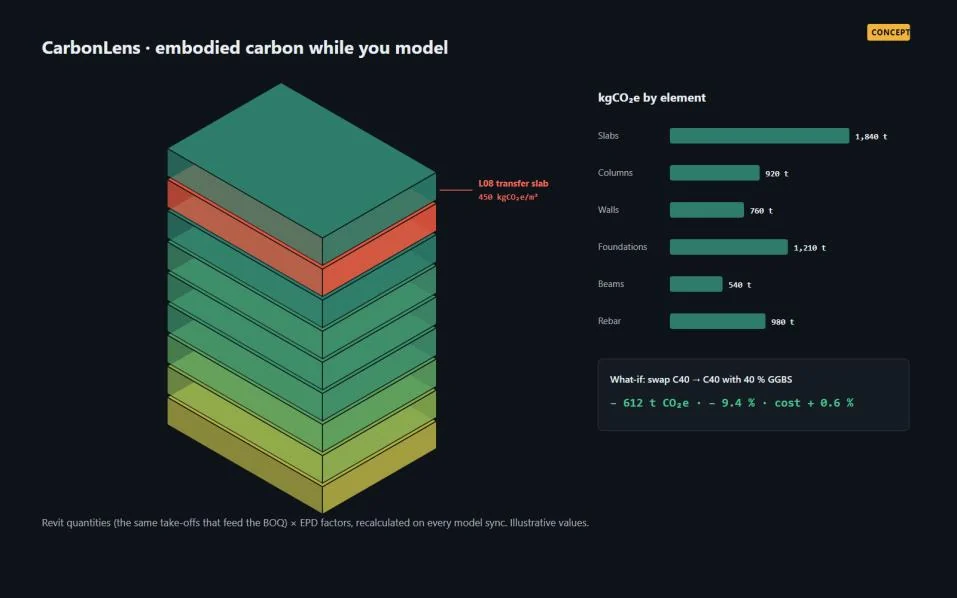 CarbonLens · embodied carbon while you model
CONCEPT
L08 transfer slab
450 kgCO₂e/m²
kgCO₂e by element
Slabs 1,840 t
Columns 920 t
Walls 760 t
Foundations 1,210 t
Beams 540 t
Rebar 980 t
What-if: swap C40 → C40 with 40 % GGBS
− 612 t CO₂e · − 9.4 % · cost + 0.6 %
Revit quantities (the same take-offs that feed the BOQ) × EPD factors, recalculated on every model sync. Illustrative values.